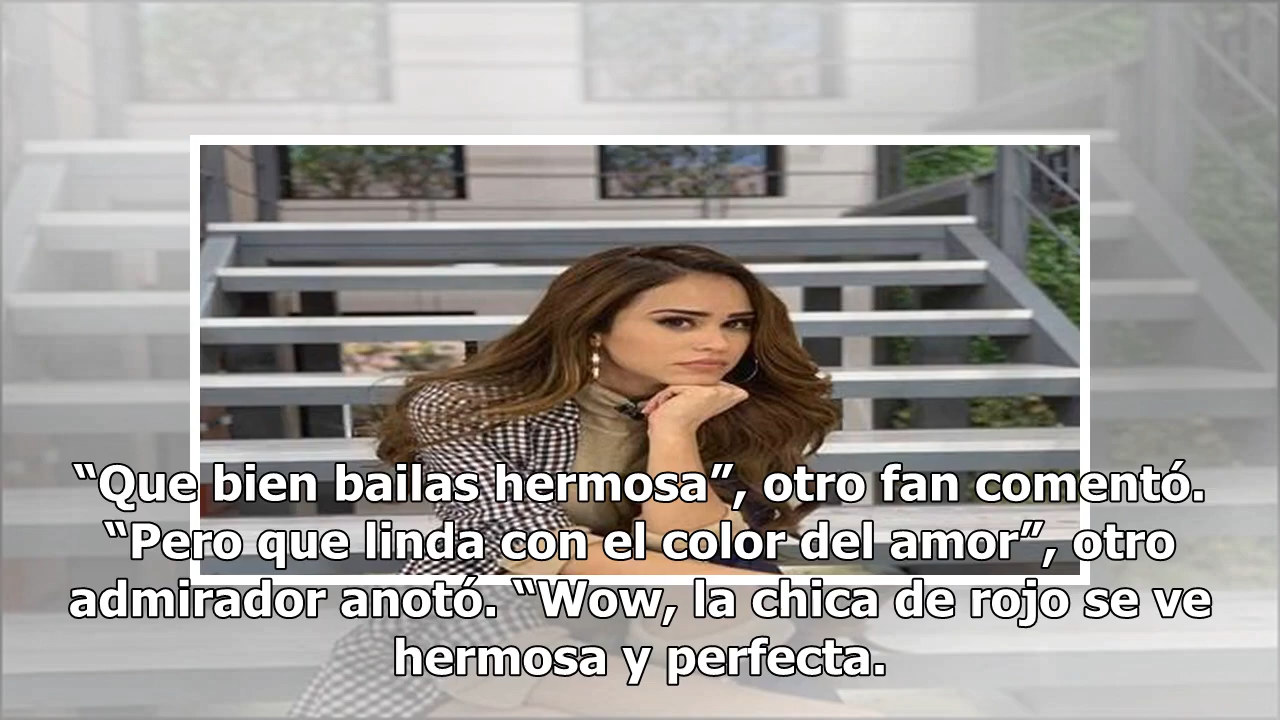 “Que bien bailas hermosa”, otro fan comentó.
“Pero que linda con el color del amor”, otro
admirador anotó. “Wow, la chica de rojo se ve
hermosa y perfecta.